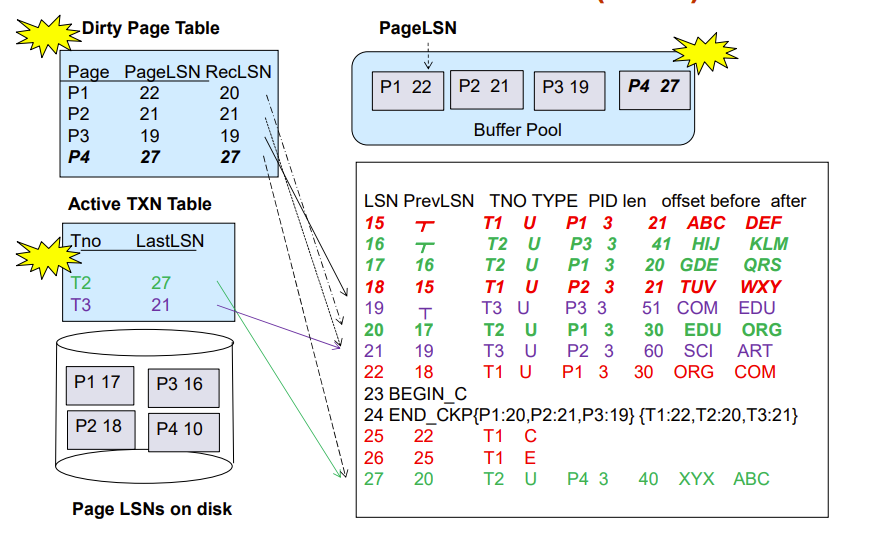 Dirty Page Table
Page PageLSN RecLSN
P1 22 20
P2 21 21
P3 19 19
P4 27 27
PageLSN
P1 22
P2 21
P3 19
P4 27
Buffer Pool
Active TXN Table
Tno LastLSN
T2 27
T3 21
P1 17
P3 16
P2 18
P4 10
Page LSNs on disk
LSN PrevLSN TNO TYPE PID len offset before after
15 ⊤ T1 U P1 3 21 ABC DEF
16 ⊤ T2 U P3 3 41 HIJ KLM
17 16 T2 U P1 3 20 GDE QRS
18 15 T1 U P2 3 21 TUV WXY
19 ⊤ T3 U P3 3 51 COM EDU
20 17 T2 U P1 3 30 EDU ORG
21 19 T3 U P2 3 60 SCI ART
22 18 T1 U P1 3 30 ORG COM
23 BEGIN_C
24 END_CKP{P1:20,P2:21,P3:19} {T1:22,T2:20,T3:21}
25 22 T1 C
26 25 T1 E
27 20 T2 U P4 3 40 XYX ABC